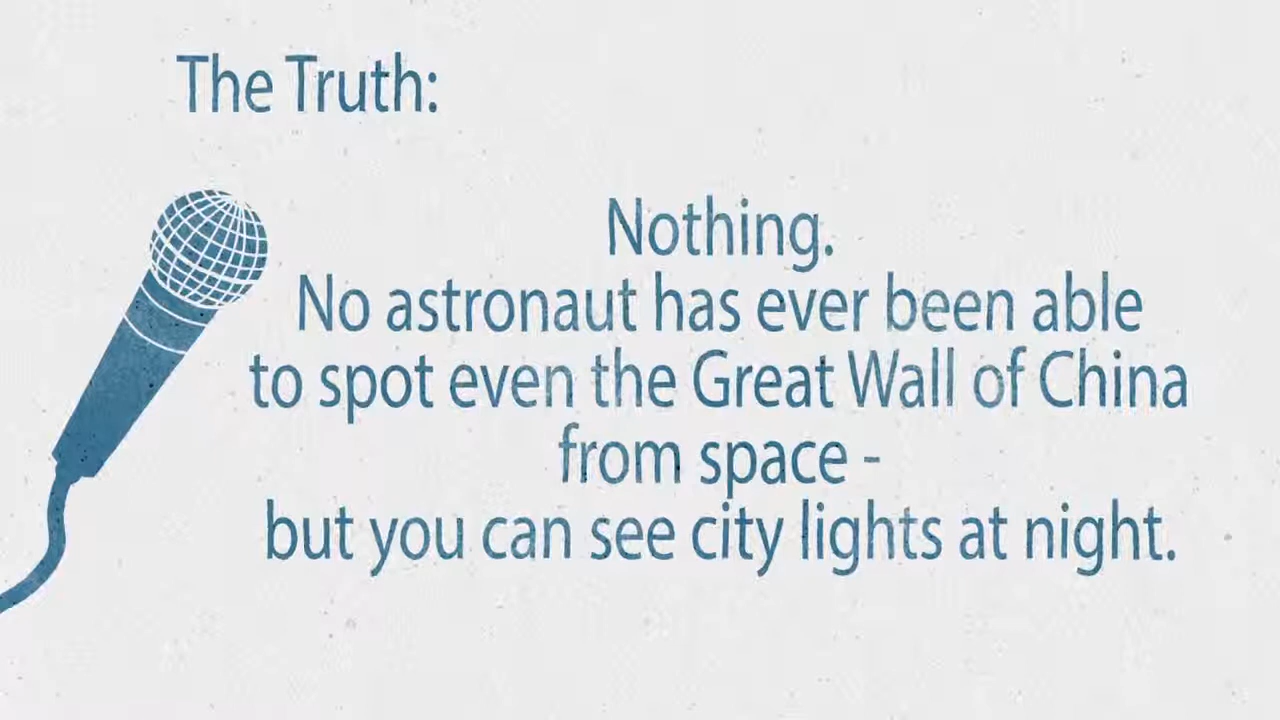 The Truth:
Nothing.
No astronaut has ever been able
to spot even the Great Wall of China
from space -
but you can see city lights at night.